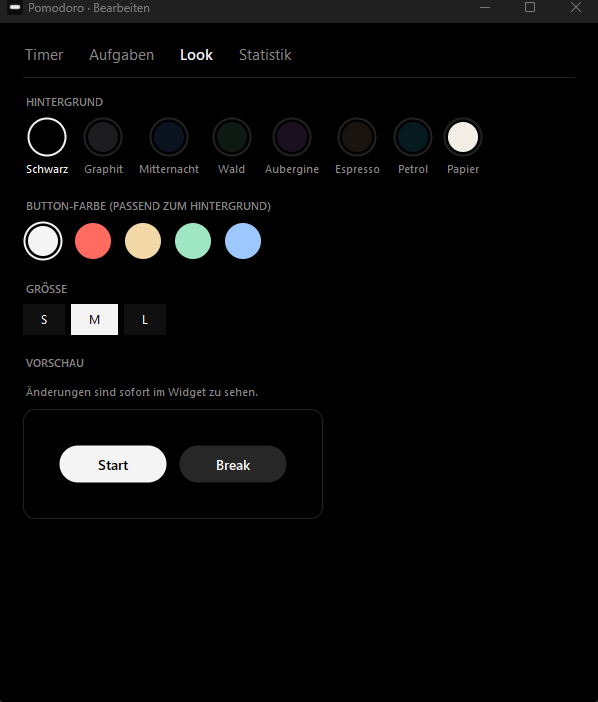 Pomodoro · Bearbeiten
Timer Aufgaben Look Statistik
HINTERGRUND
Schwarz Graphit Mitternacht Wald Aubergine Espresso Petrol Papier
BUTTON-FARBE (PASSEND ZUM HINTERGRUND)
GRÖSSE
S M L
VORSCHAU
Änderungen sind sofort im Widget zu sehen.
Start Break